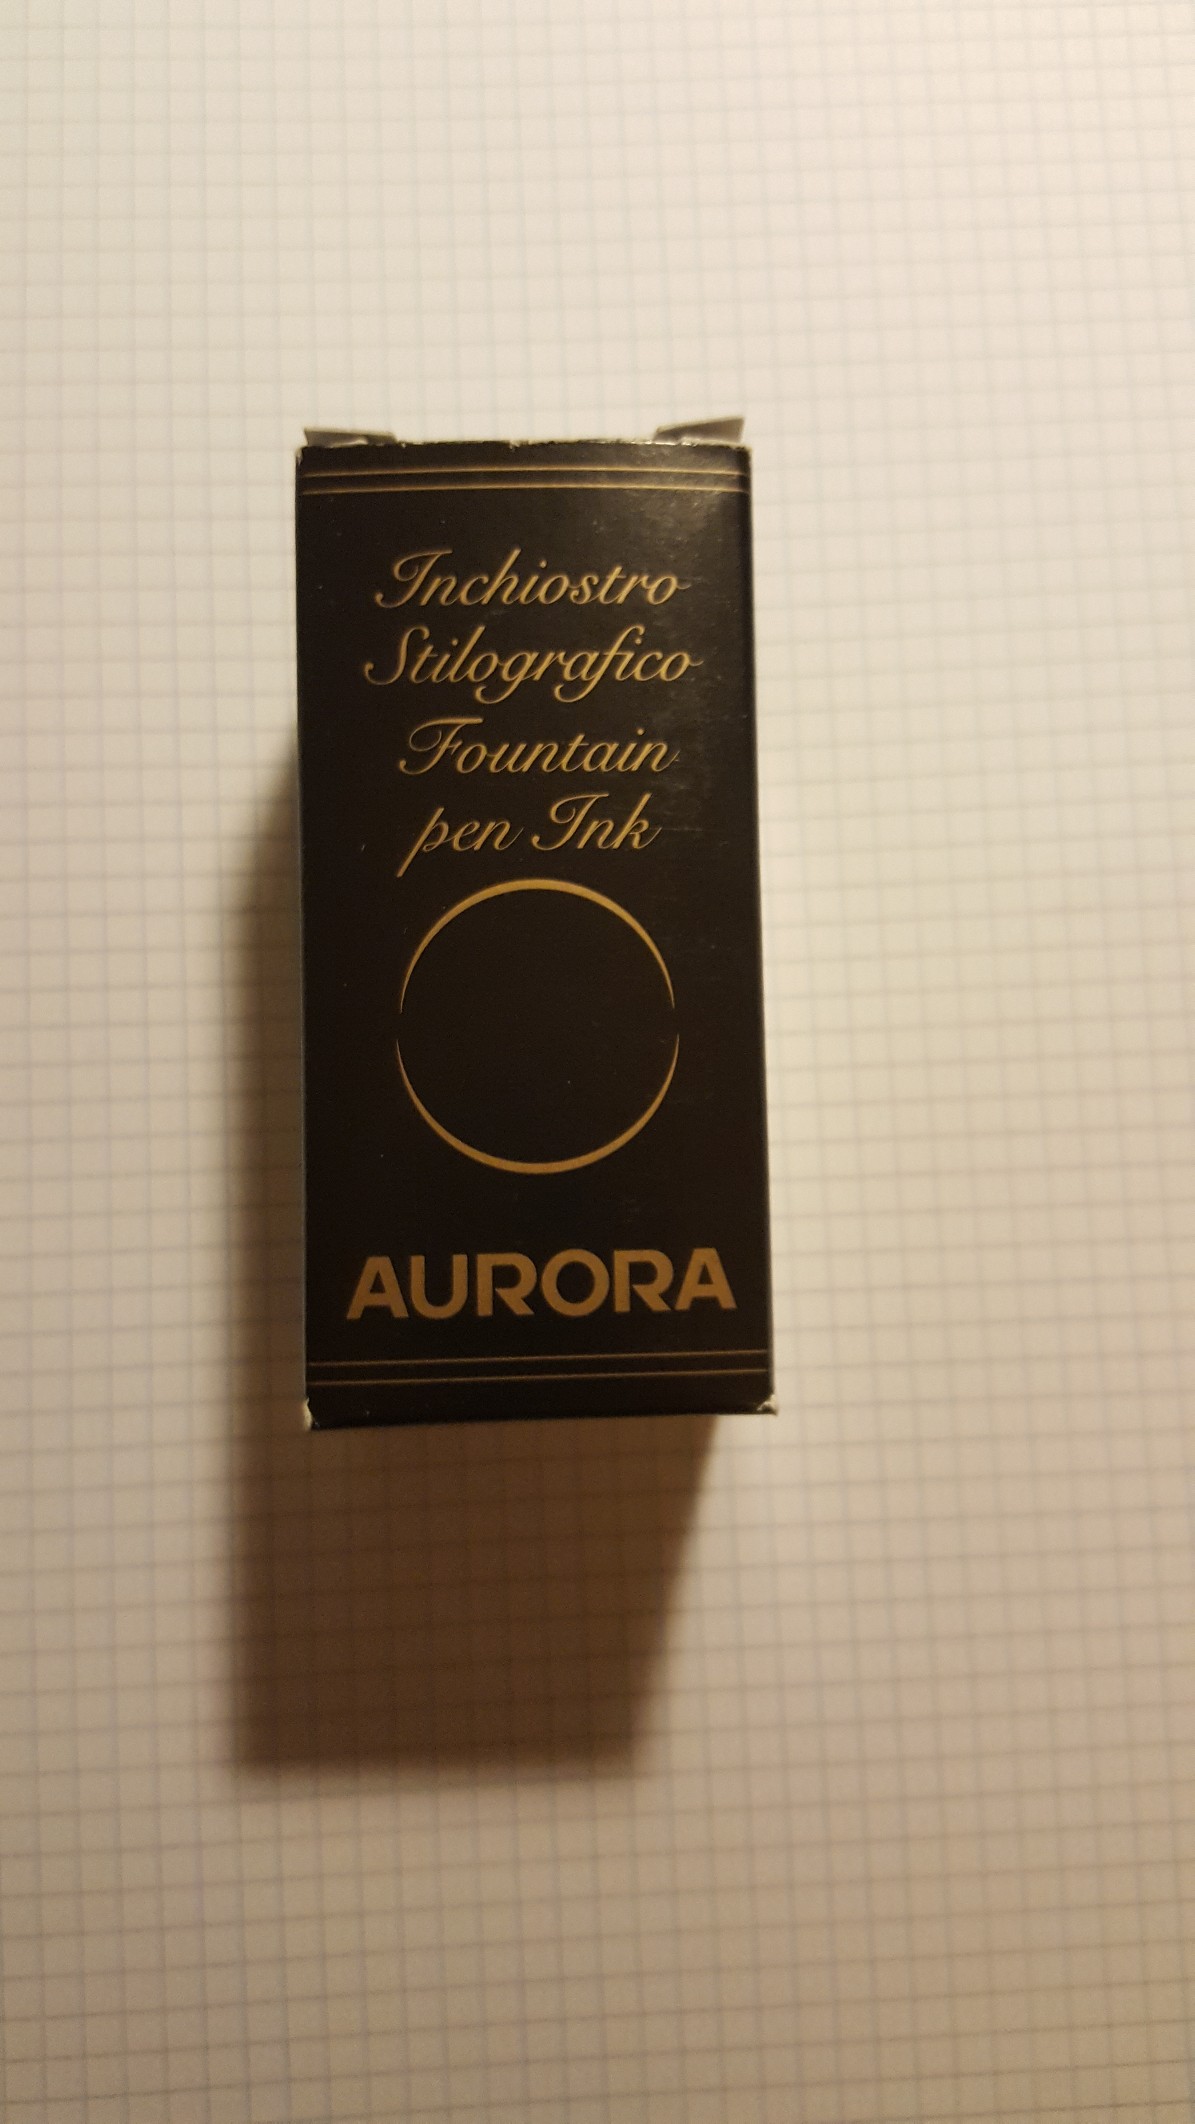 Inchiostro
Stilografico
Fountain
pen Ink
AURORA